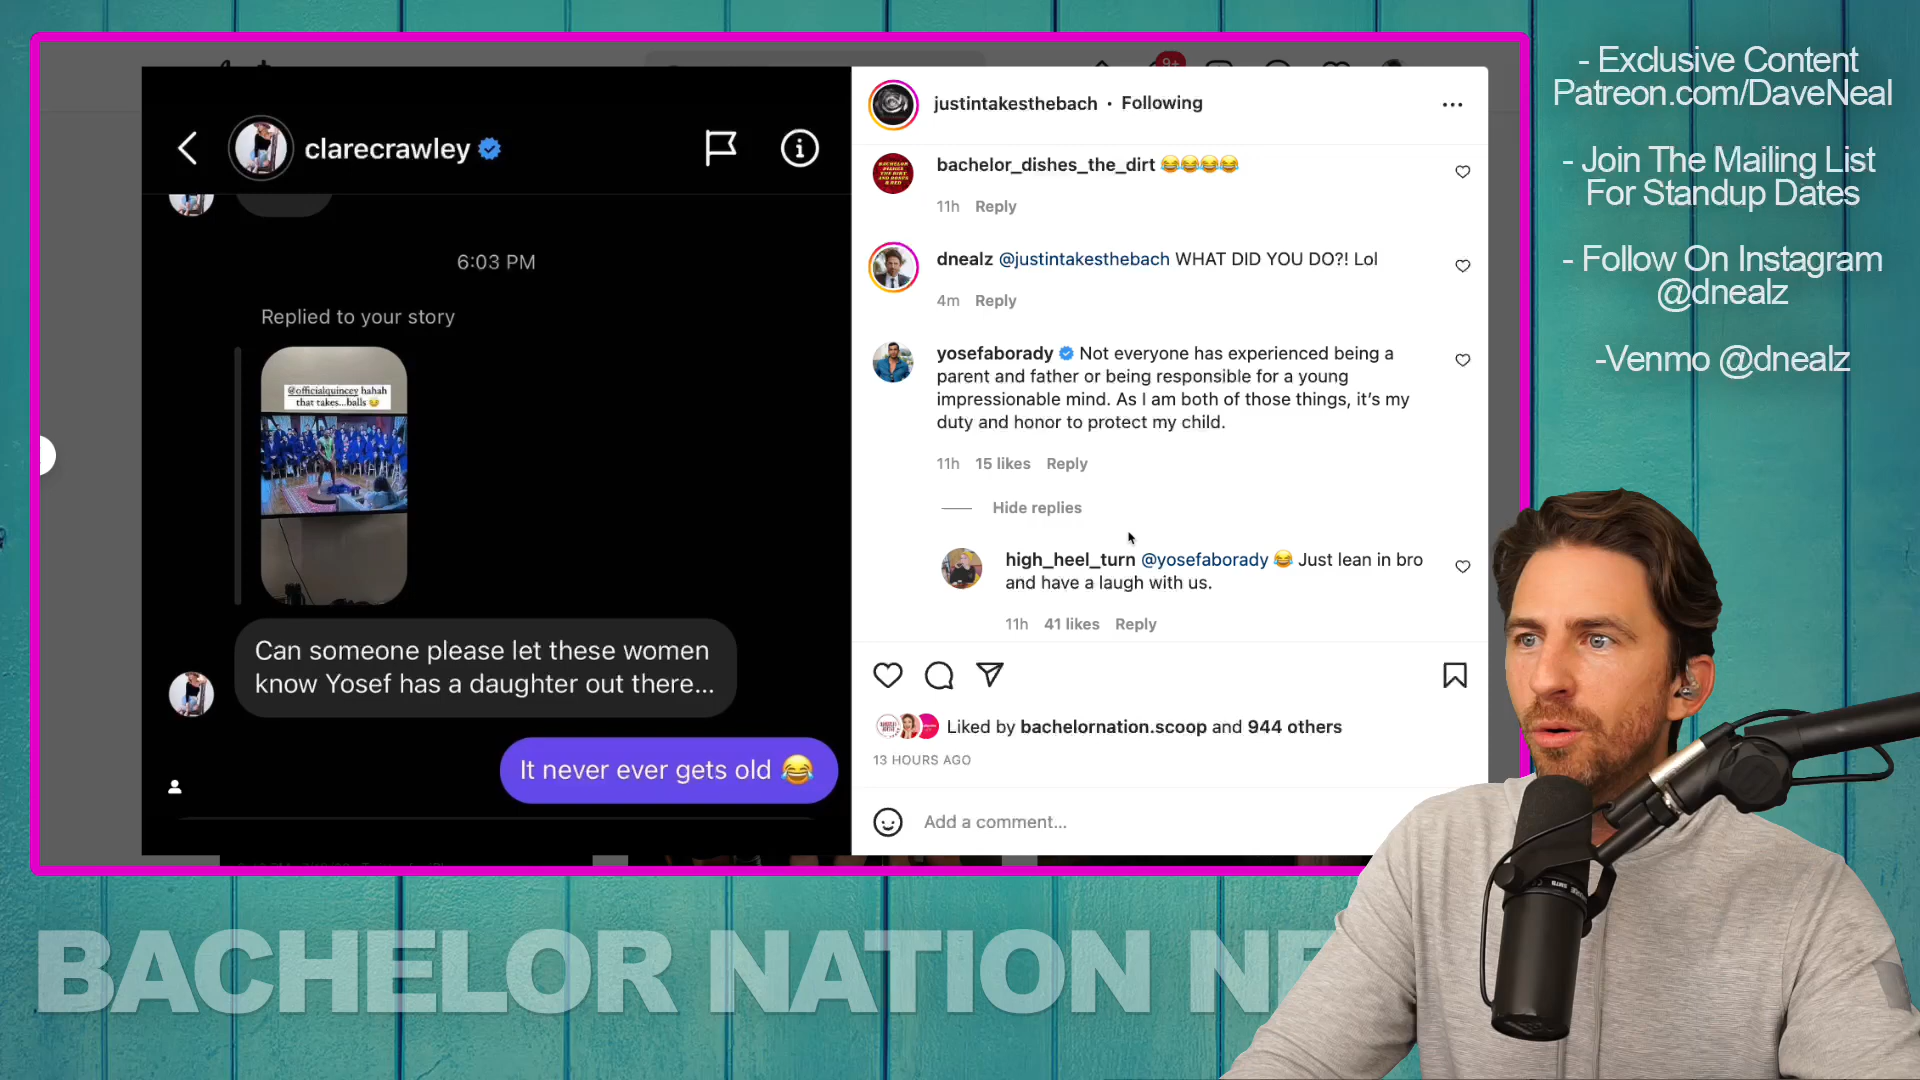 clarecrawley
6:03 PM
Replied to your story
@officialquincey hahah
that takes...balls 😂
Can someone please let these women
know Yosef has a daughter out there...
It never ever gets old 😂
9+
justintakesthebach • Following
bachelor_dishes_the_dirt 😂😂😂😂
11h Reply
dnealz @justintakesthebach WHAT DID YOU DO?! Lol
4m Reply
yosefaborady Not everyone has experienced being a
parent and father or being responsible for a young
impressionable mind. As I am both of those things, it's my
duty and honor to protect my child.
11h 15 likes Reply
Hide replies
high_heel_turn @yosefaborady 😂 Just lean in bro
and have a laugh with us.
11h 41 likes Reply
Liked by bachelornation.scoop and 944 others
13 HOURS AGO
Add a comment...
- Exclusive Content
Patreon.com/DaveNeal
- Join The Mailing List
For Standup Dates
- Follow On Instagram
@dnealz
-Venmo @dnealz
BACHELOR NATION NE